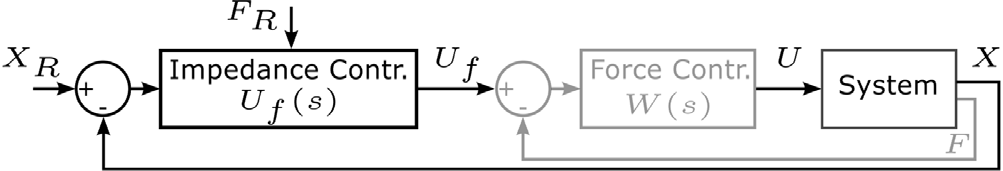 F_R
X_R
+
-
Impedance Contr.
U_f(s)
U_f
+
-
Force Contr.
W(s)
U
System
X
F